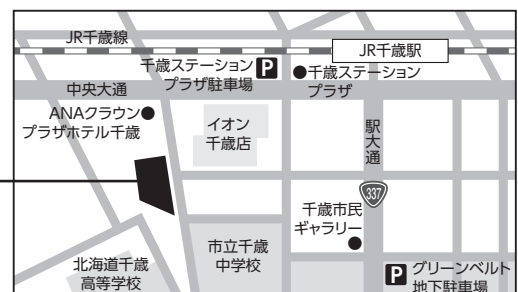 JR千歳線
JR千歳駅
千歳ステーション
プラザ駐車場
P
千歳ステーション
プラザ
中央大通
ANAクラウン
プラザホテル千歳
イオン
千歳店
駅大通
337
千歳市民
ギャラリー
市立千歳
中学校
北海道千歳
高等学校
P
グリーンベルト
地下駐車場